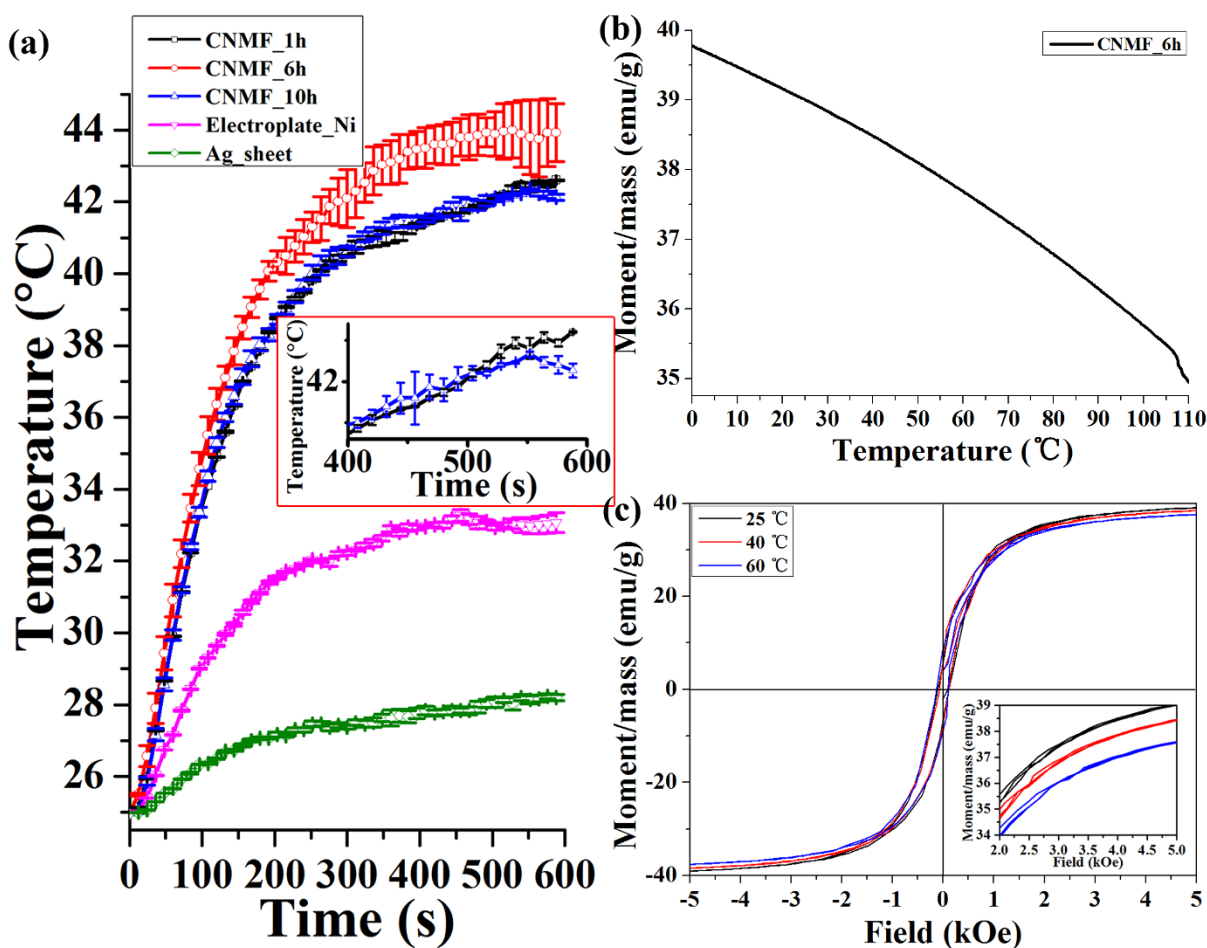 (a)
CNMF_1h
CNMF_6h
CNMF_10h
Electroplate_Ni
Ag_sheet
Temperature (°C)
44
42
40
38
36
34
32
30
28
26
0 100 200 300 400 500 600
Time (s)
Temperature (°C)
42
400 500 600
Time (s)
(b)
CNMF_6h
Moment/mass (emu/g)
40
39
38
37
36
35
0 10 20 30 40 50 60 70 80 90 100 110
Temperature (℃)
(c)
25 ℃
40 ℃
60 ℃
Moment/mass (emu/g)
40
20
0
-20
-40
-5 -4 -3 -2 -1 0 1 2 3 4 5
Field (kOe)
Moment/mass (emu/g)
39
38
37
36
35
34
2.0 2.5 3.0 3.5 4.0 4.5 5.0
Field (kOe)